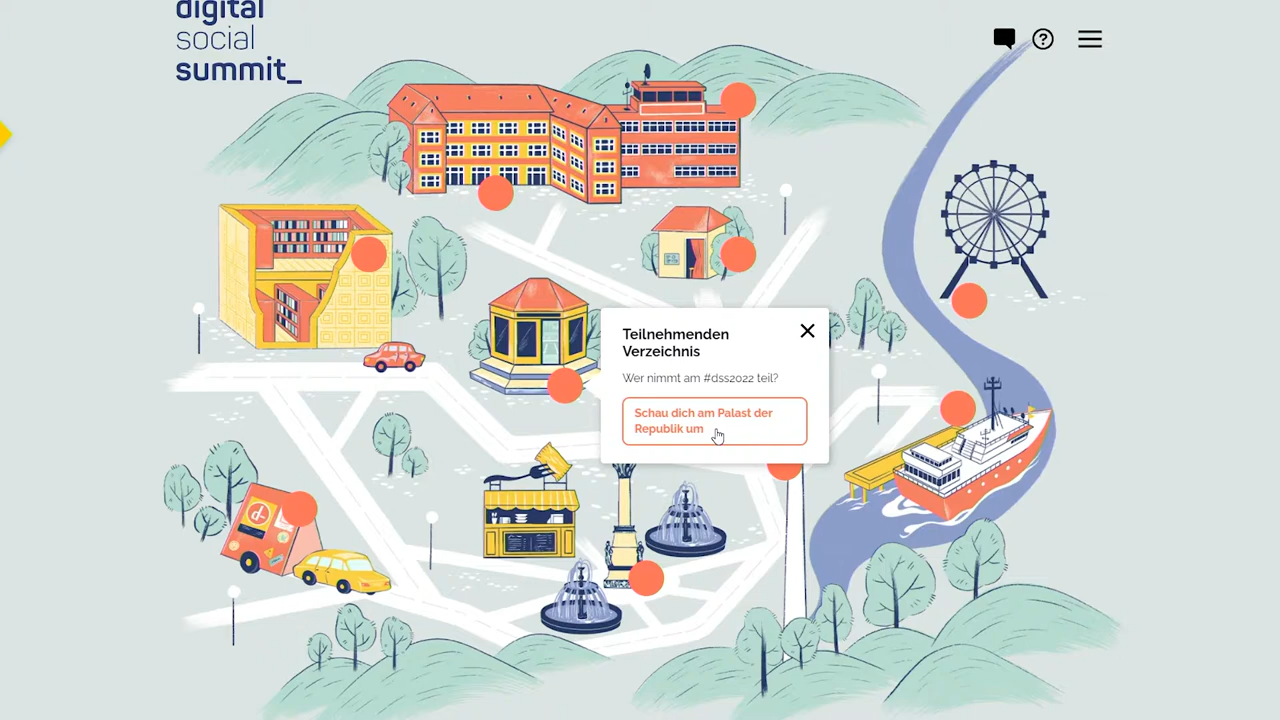 digital
social
summit_
Teilnehmenden
Verzeichnis
Wer nimmt am #dss2022 teil?
Schau dich am Palast der
Republik um
d-